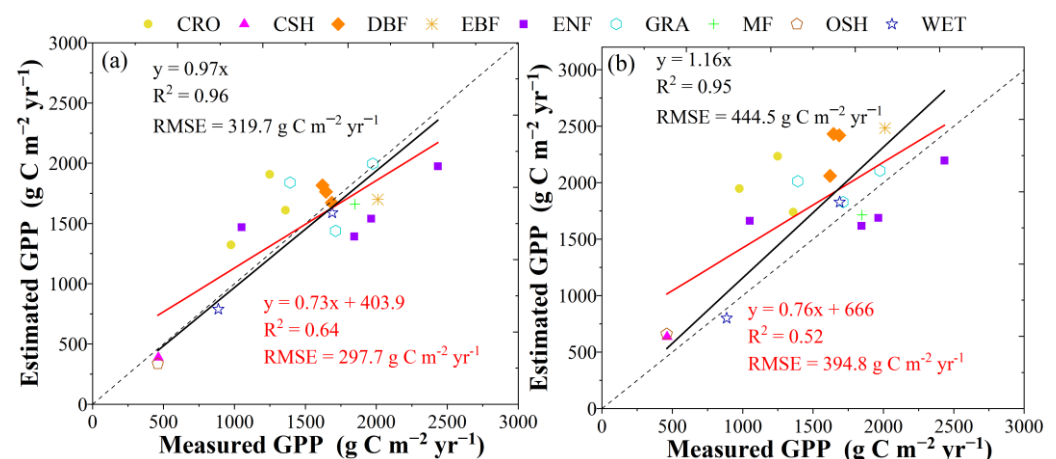 CRO CSH DBF EBF ENF GRA MF OSH WET
(a)
y = 0.97x
R² = 0.96
RMSE = 319.7 g C m⁻² yr⁻¹
y = 0.73x + 403.9
R² = 0.64
RMSE = 297.7 g C m⁻² yr⁻¹
3000
2500
2000
1500
1000
500
0
Estimated GPP (g C m⁻² yr⁻¹)
0 500 1000 1500 2000 2500 3000
Measured GPP (g C m⁻² yr⁻¹)
(b)
y = 1.16x
R² = 0.95
RMSE = 444.5 g C m⁻² yr⁻¹
y = 0.76x + 666
R² = 0.52
RMSE = 394.8 g C m⁻² yr⁻¹
3000
2500
2000
1500
1000
500
0
Estimated GPP (g C m⁻² yr⁻¹)
0 500 1000 1500 2000 2500 3000
Measured GPP (g C m⁻² yr⁻¹)